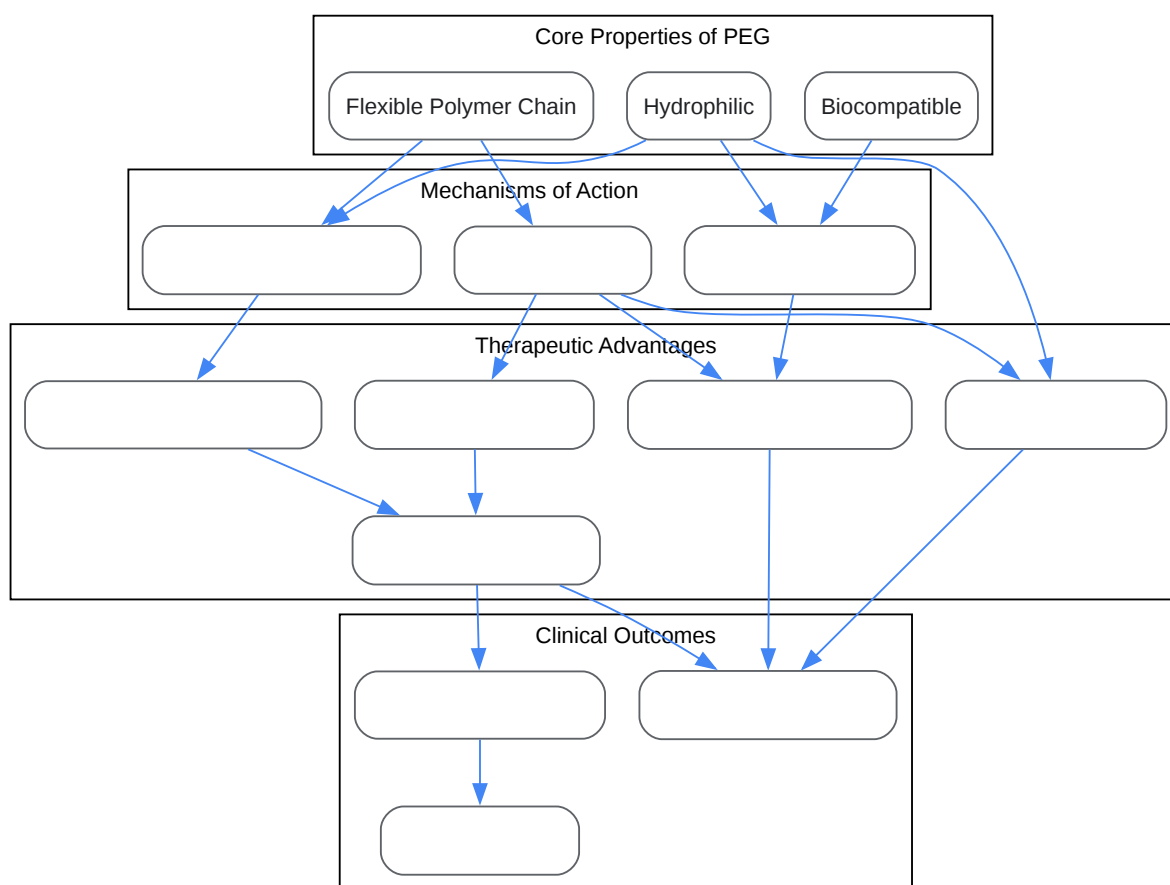 Core Properties of PEG
Flexible Polymer Chain
Hydrophilic
Biocompatible
Mechanisms of Action
Therapeutic Advantages
Clinical Outcomes